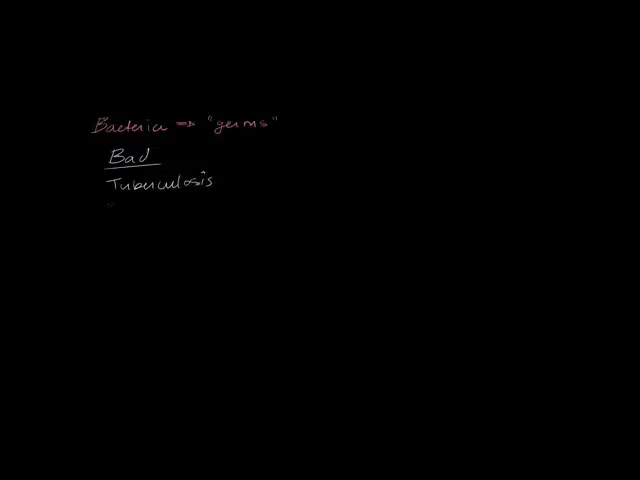 Bacteria ⇒ "germs"
Bad
Tuberculosis